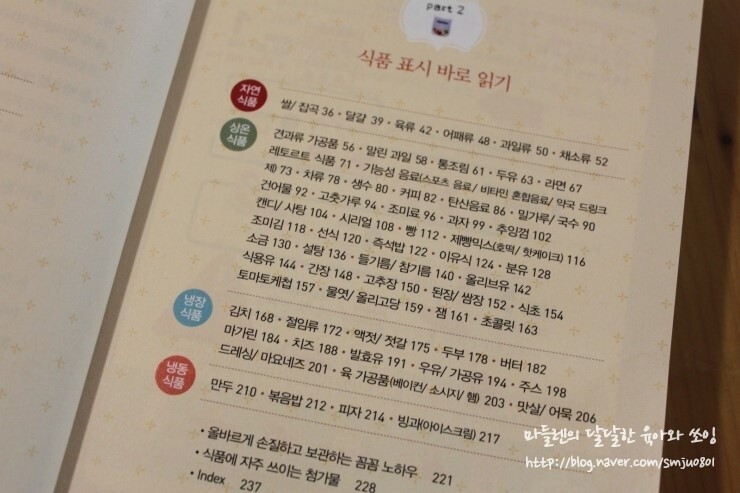 part 2
식품 표시 바로 읽기
자연
식품
쌀/ 잡곡 36 • 달걀 39 • 육류 42 • 어패류 48 • 과일류 50 • 채소류 52
상온
식품
견과류 가공품 56 • 말린 과일 58 • 통조림 61 • 두유 63 • 라면 67
레토르트 식품 71 • 기능성 음료(스포츠 음료/ 비타민 혼합음료/ 약국 드링크
제) 73 • 차류 78 • 생수 80 • 커피 82 • 탄산음료 86 • 밀가루/ 국수 90
건어물 92 • 고춧가루 94 • 조미료 96 • 과자 99 • 추잉껌 102
캔디/ 사탕 104 • 시리얼 108 • 빵 112 • 제빵믹스(호떡/ 핫케이크) 116
조미김 118 • 선식 120 • 즉석밥 122 • 이유식 124 • 분유 128
소금 130 • 설탕 136 • 들기름/ 참기름 140 • 올리브유 142
식용유 144 • 간장 148 • 고추장 150 • 된장/ 쌈장 152 • 식초 154
토마토케첩 157 • 물엿/ 올리고당 159 • 잼 161 • 초콜릿 163
냉장
식품
김치 168 • 절임류 172 • 액젓/ 젓갈 175 • 두부 178 • 버터 182
마가린 184 • 치즈 188 • 발효유 191 • 우유/ 가공유 194 • 주스 198
드레싱/ 마요네즈 201 • 육 가공품(베이컨/ 소시지/ 햄) 203 • 맛살/ 어묵 206
냉동
식품
만두 210 • 볶음밥 212 • 피자 214 • 빙과(아이스크림) 217
• 올바르게 손질하고 보관하는 꼼꼼 노하우 221
• 식품에 자주 쓰이는 첨가물 228
• Index 237
마들렌의 달달한 육아와 쏘잉
http://blog.naver.com/smju0801